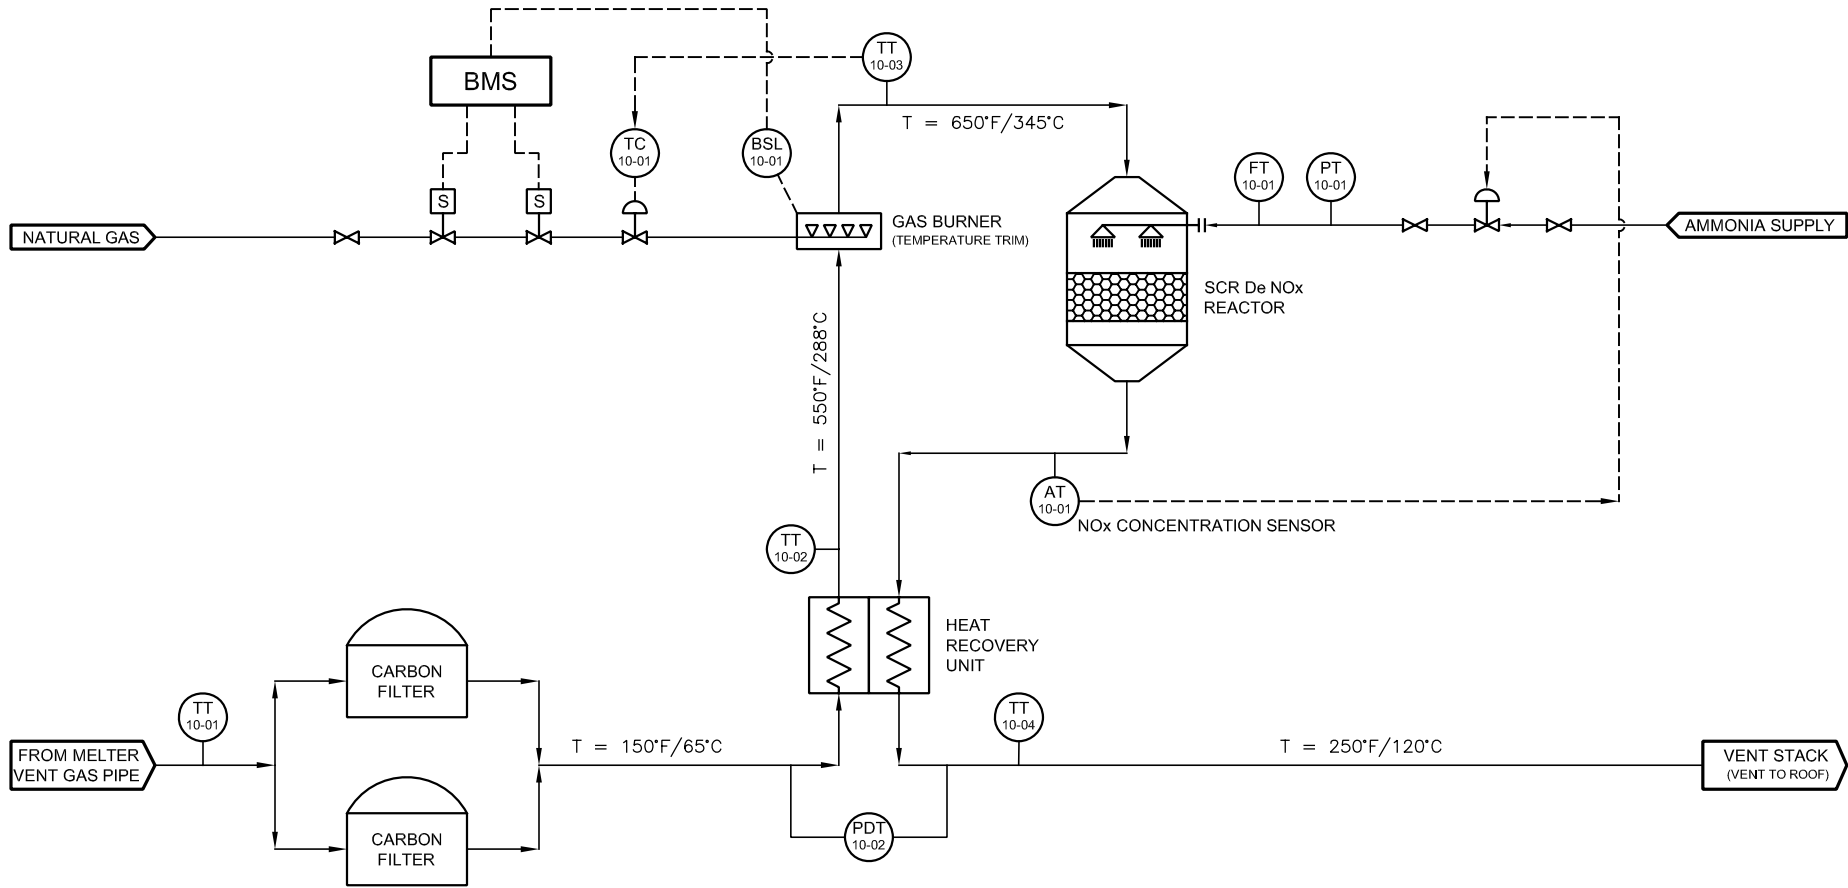 BMS
TT
10-03
T = 650°F/345°C
TC
10-01
BSL
10-01
FT
10-01
PT
10-01
S
S
NATURAL GAS
GAS BURNER
(TEMPERATURE TRIM)
AMMONIA SUPPLY
SCR De NOx
REACTOR
T = 550°F/288°C
AT
10-01
NOx CONCENTRATION SENSOR
TT
10-02
HEAT
RECOVERY
UNIT
CARBON
FILTER
TT
10-01
TT
10-04
FROM MELTER
VENT GAS PIPE
T = 150°F/65°C
T = 250°F/120°C
VENT STACK
(VENT TO ROOF)
PDT
10-02
CARBON
FILTER